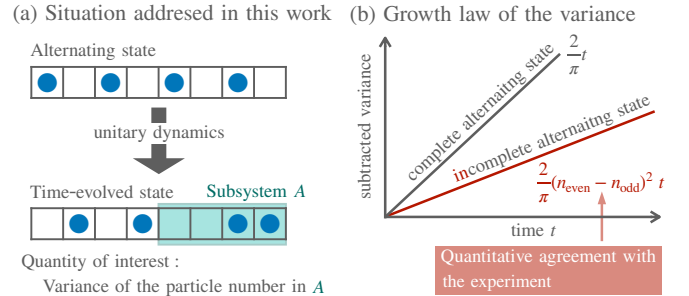 (a) Situation addresed in this work
Alternating state
unitary dynamics
Time-evolved state
Subsystem A
Quantity of interest :
Variance of the particle number in A
(b) Growth law of the variance
subtracted variance
complete alternaitng state
2/π t
incomplete alternaitng state
2/π (n_even − n_odd)² t
time t
Quantitative agreement with
the experiment